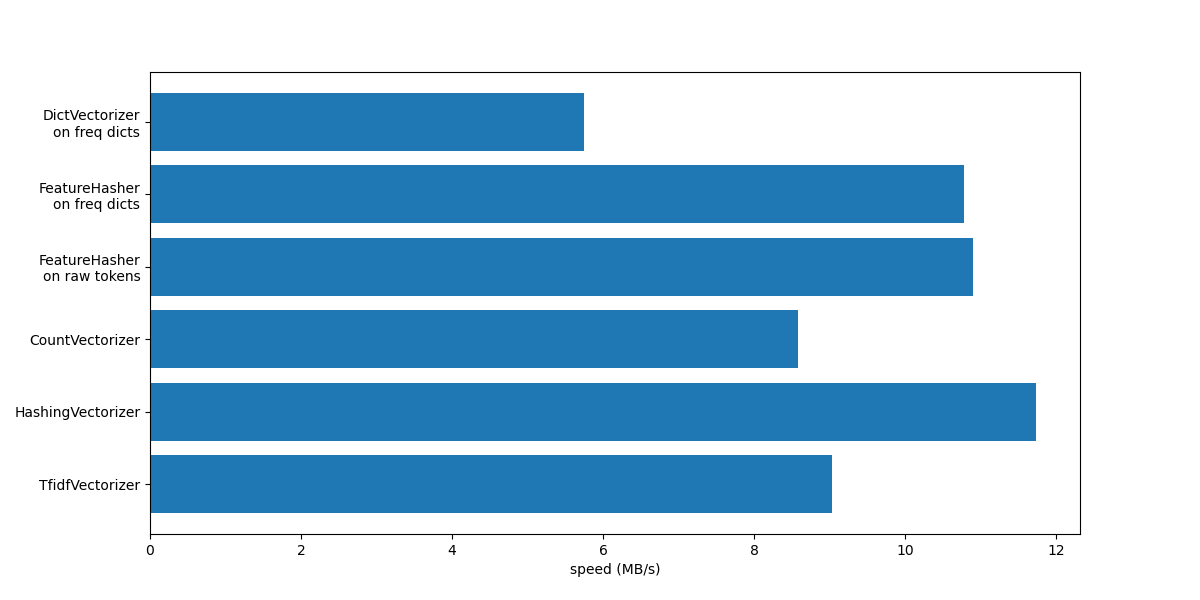 DictVectorizer
on freq dicts
FeatureHasher
on freq dicts
FeatureHasher
on raw tokens
CountVectorizer
HashingVectorizer
TfidfVectorizer
0 2 4 6 8 10 12
speed (MB/s)